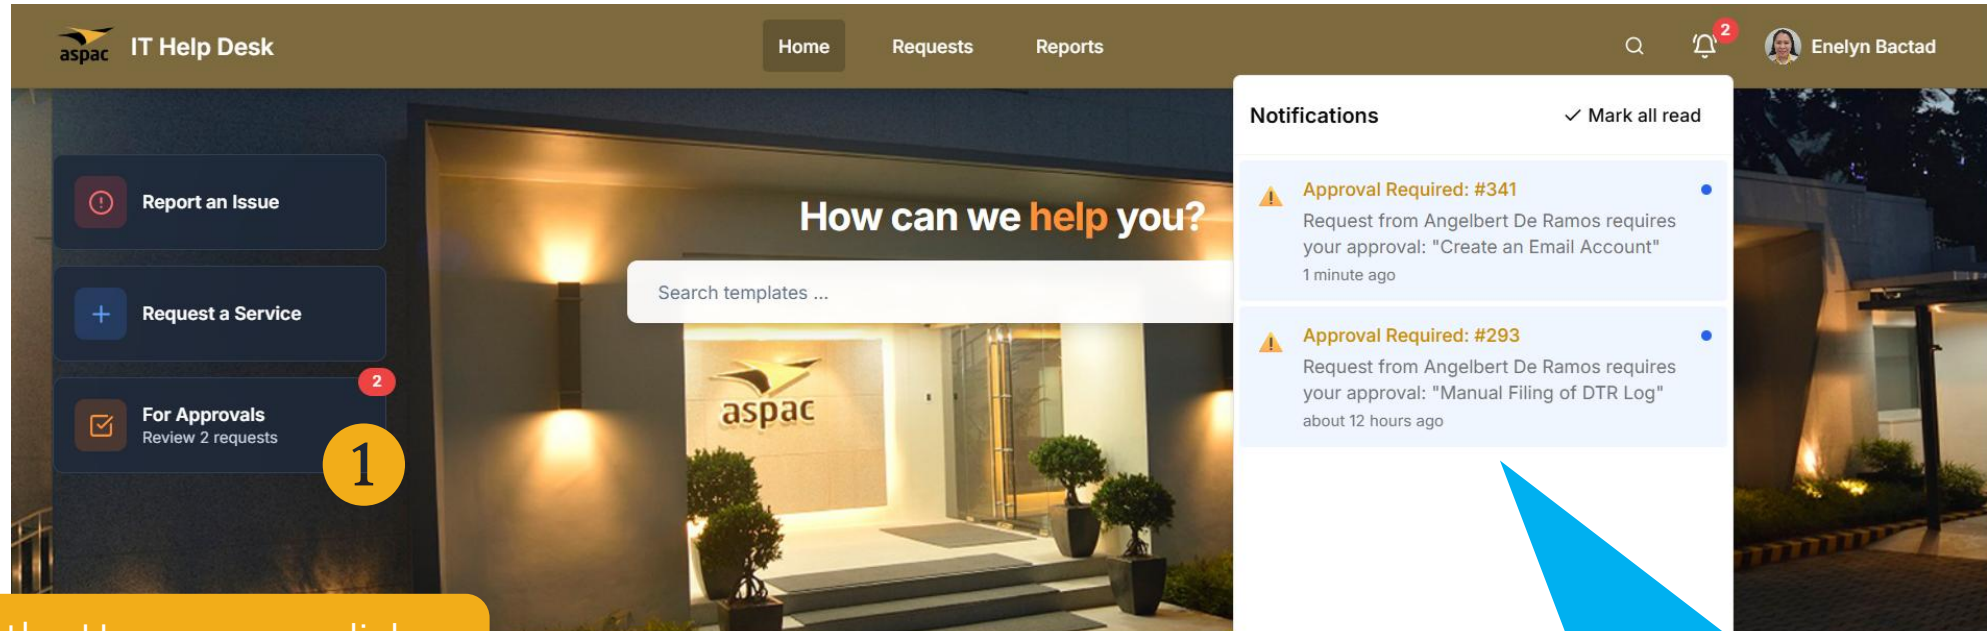 aspac IT Help Desk
Home Requests Reports
2
Enelyn Bactad
Notifications
Mark all read
Report an Issue
Request a Service
2
For Approvals
Review 2 requests
1
How can we help you?
Search templates ...
aspac
Approval Required: #341
Request from Angelbert De Ramos requires
your approval: "Create an Email Account"
1 minute ago
Approval Required: #293
Request from Angelbert De Ramos requires
your approval: "Manual Filing of DTR Log"
about 12 hours ago